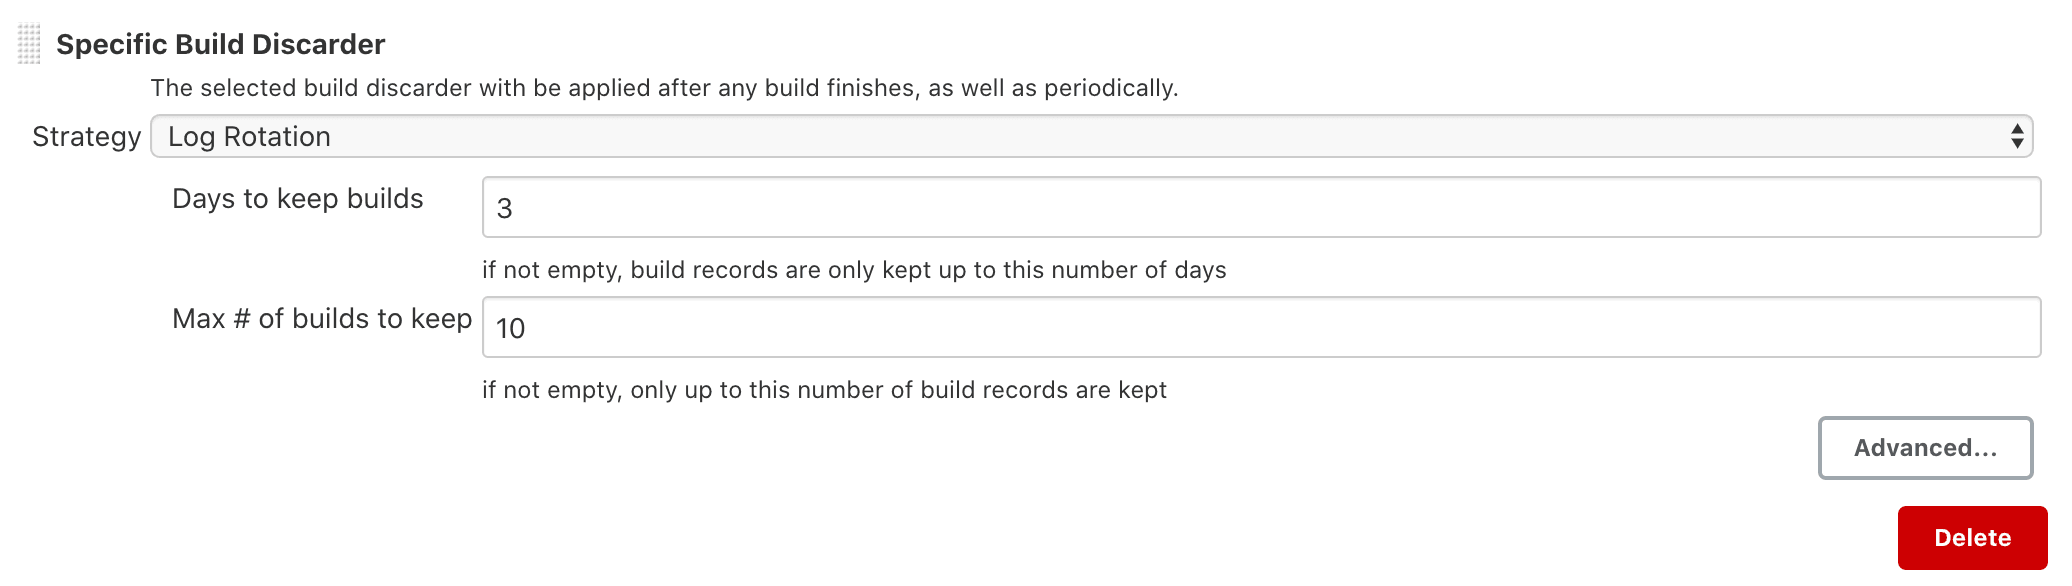 Specific Build Discarder
The selected build discarder with be applied after any build finishes, as well as periodically.
Strategy Log Rotation
Days to keep builds 3
if not empty, build records are only kept up to this number of days
Max # of builds to keep 10
if not empty, only up to this number of build records are kept
Advanced...
Delete